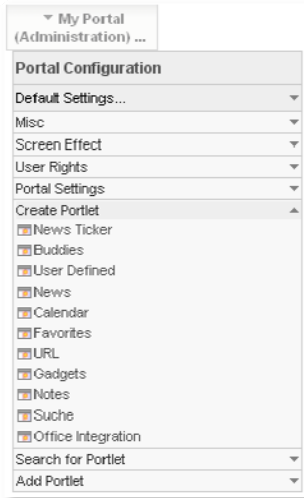 My Portal
(Administration) ...
Portal Configuration
Default Settings...
Misc
Screen Effect
User Rights
Portal Settings
Create Portlet
News Ticker
Buddies
User Defined
News
Calendar
Favorites
URL
Gadgets
Notes
Suche
Office Integration
Search for Portlet
Add Portlet